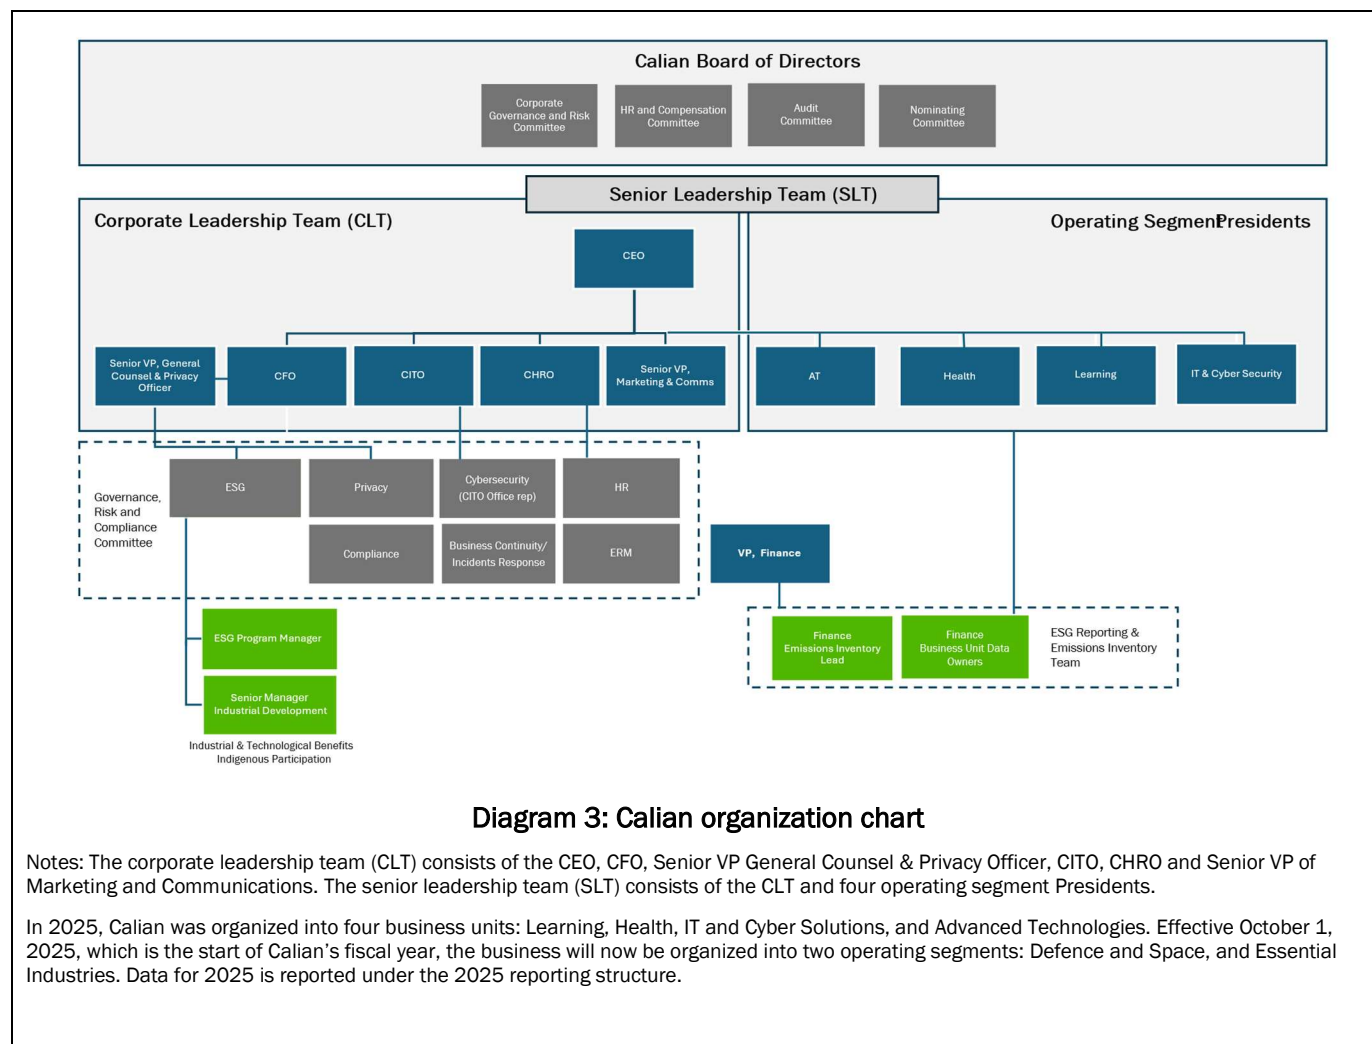 Calian Board of Directors
Corporate
Governance and Risk
Committee
HR and Compensation
Committee
Audit
Committee
Nominating
Committee
Senior Leadership Team (SLT)
Corporate Leadership Team (CLT)
Operating Segment Presidents
CEO
Senior VP, General
Counsel & Privacy
Officer
CFO
CITO
CHRO
Senior VP,
Marketing & Comms
AT
Health
Learning
IT & Cyber Security
Governance,
Risk and
Compliance
Committee
ESG
Privacy
Cybersecurity
(CITO Office rep)
HR
Compliance
Business Continuity/
Incidents Response
ERM
VP, Finance
ESG Program Manager
Senior Manager
Industrial Development
Industrial & Technological Benefits
Indigenous Participation
Finance
Emissions Inventory
Lead
Finance
Business Unit Data
Owners
ESG Reporting &
Emissions Inventory
Team
Diagram 3: Calian organization chart
Notes: The corporate leadership team (CLT) consists of the CEO, CFO, Senior VP General Counsel & Privacy Officer, CITO, CHRO and Senior VP of
Marketing and Communications. The senior leadership team (SLT) consists of the CLT and four operating segment Presidents.
In 2025, Calian was organized into four business units: Learning, Health, IT and Cyber Solutions, and Advanced Technologies. Effective October 1,
2025, which is the start of Calian's fiscal year, the business will now be organized into two operating segments: Defence and Space, and Essential
Industries. Data for 2025 is reported under the 2025 reporting structure.